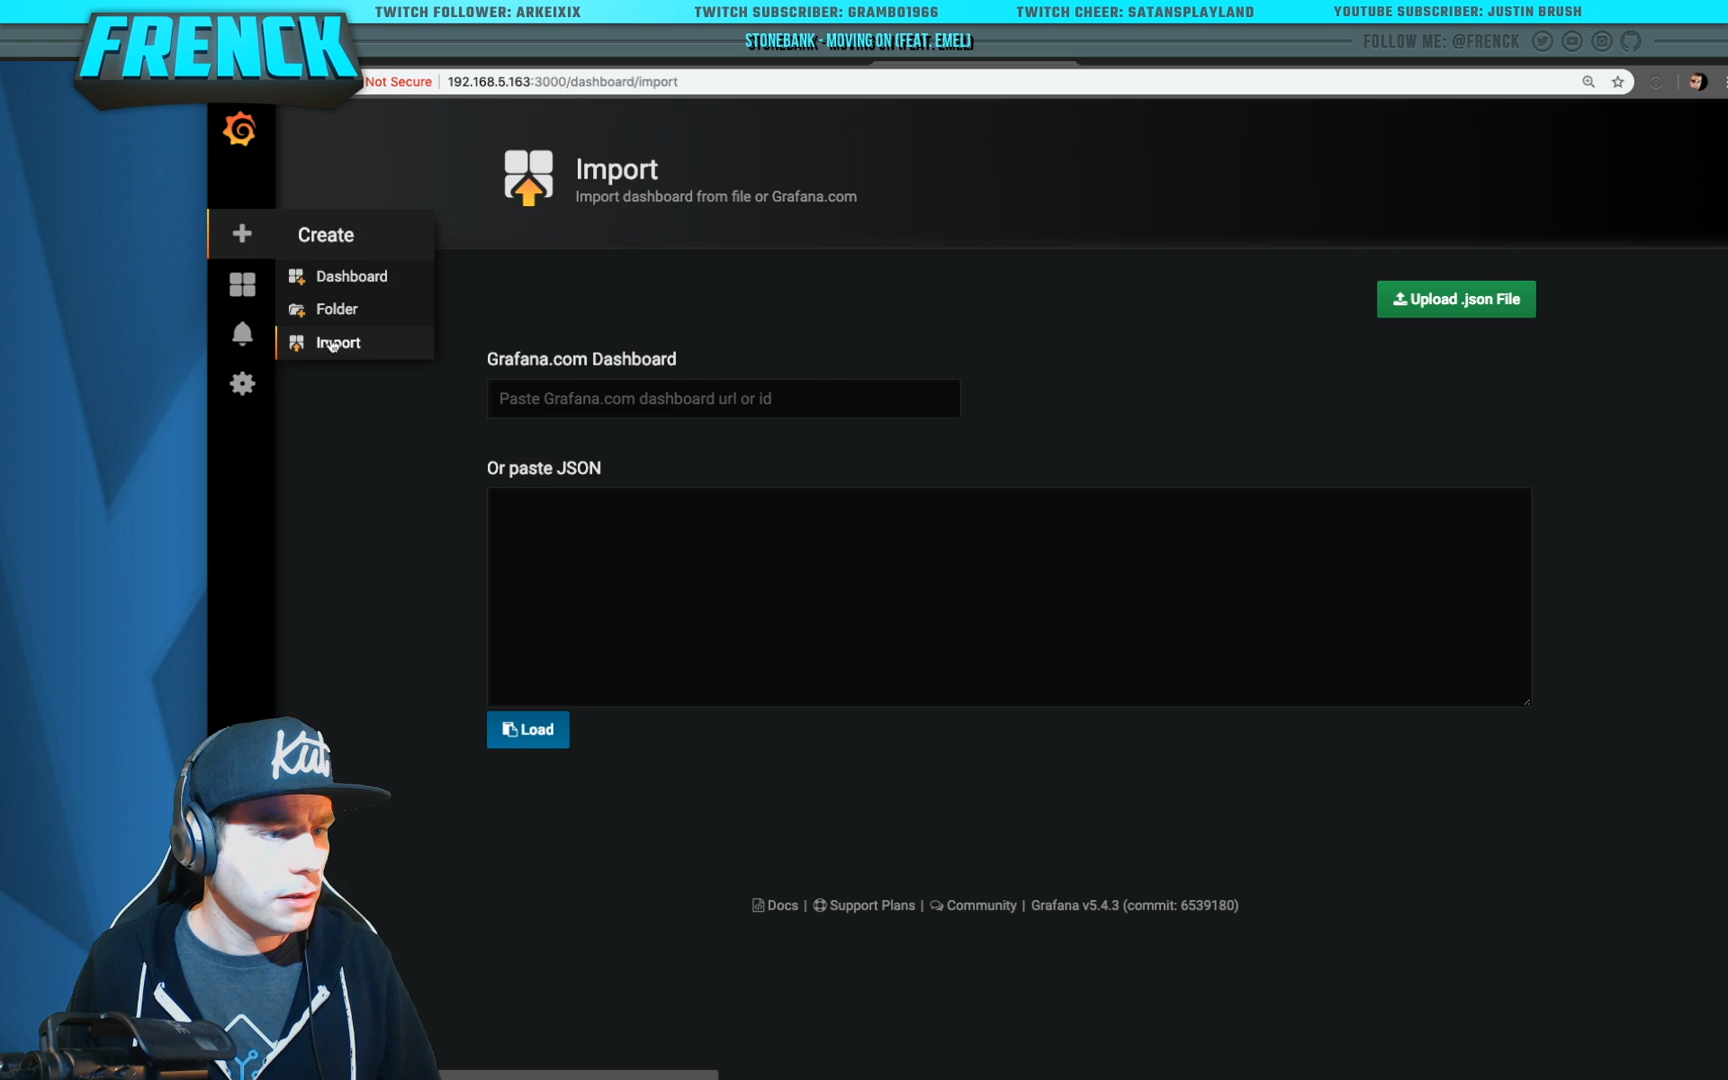 TWITCH FOLLOWER: ARKEIXIX
TWITCH SUBSCRIBER: GRAMBO1966
TWITCH CHEER: SATANSPLAYLAND
YOUTUBE SUBSCRIBER: JUSTIN BRUSH
FRENCK
STONEBANK - MOVING ON (FEAT. EMEL)
FOLLOW ME: @FRENCK
Not Secure
192.168.5.163:3000/dashboard/import
Import
Import dashboard from file or Grafana.com
Create
Dashboard
Folder
Import
Upload .json File
Grafana.com Dashboard
Paste Grafana.com dashboard url or id
Or paste JSON
Load
Docs | Support Plans | Community | Grafana v5.4.3 (commit: 6539180)